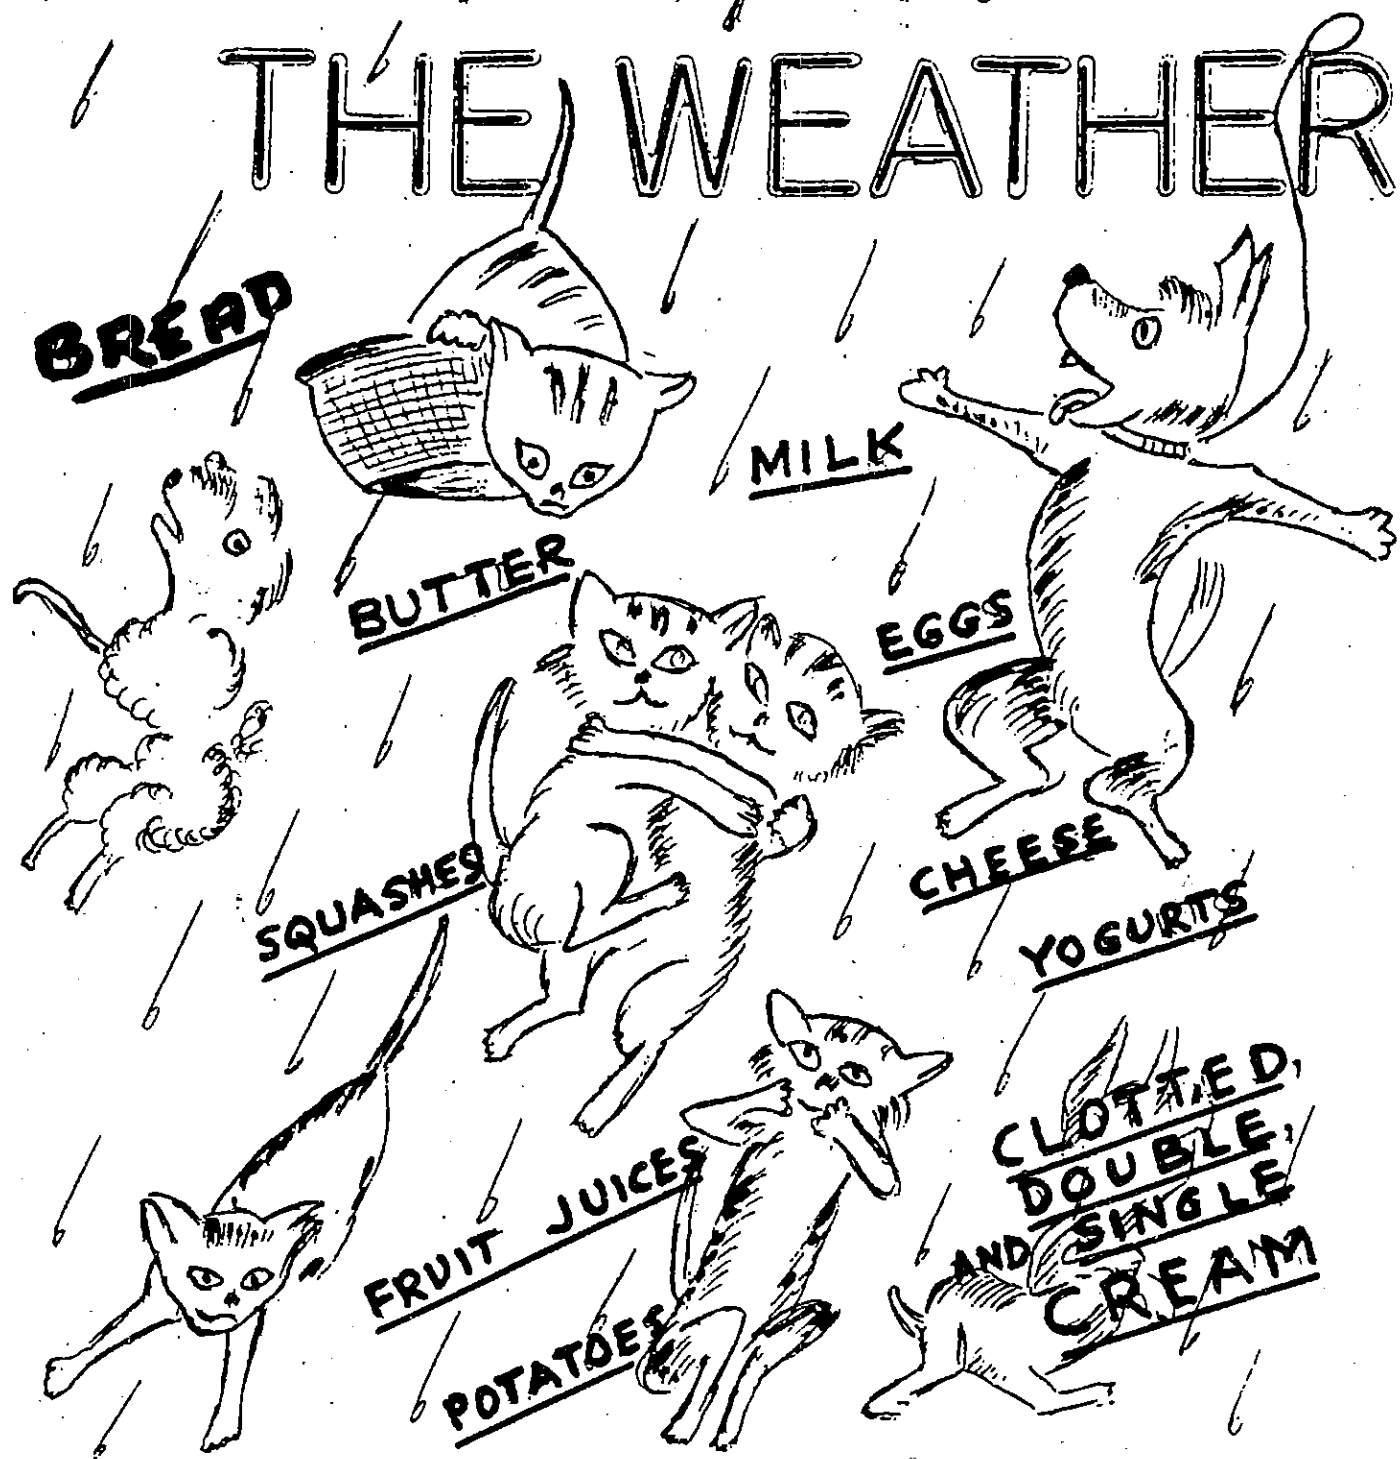 THE WEATHER
BREAD
MILK
BUTTER
EGGS
SQUASHES
CHEESE
YOGURTS
CLOTTED,
DOUBLE,
AND SINGLE
CREAM
FRUIT JUICES
POTATOES